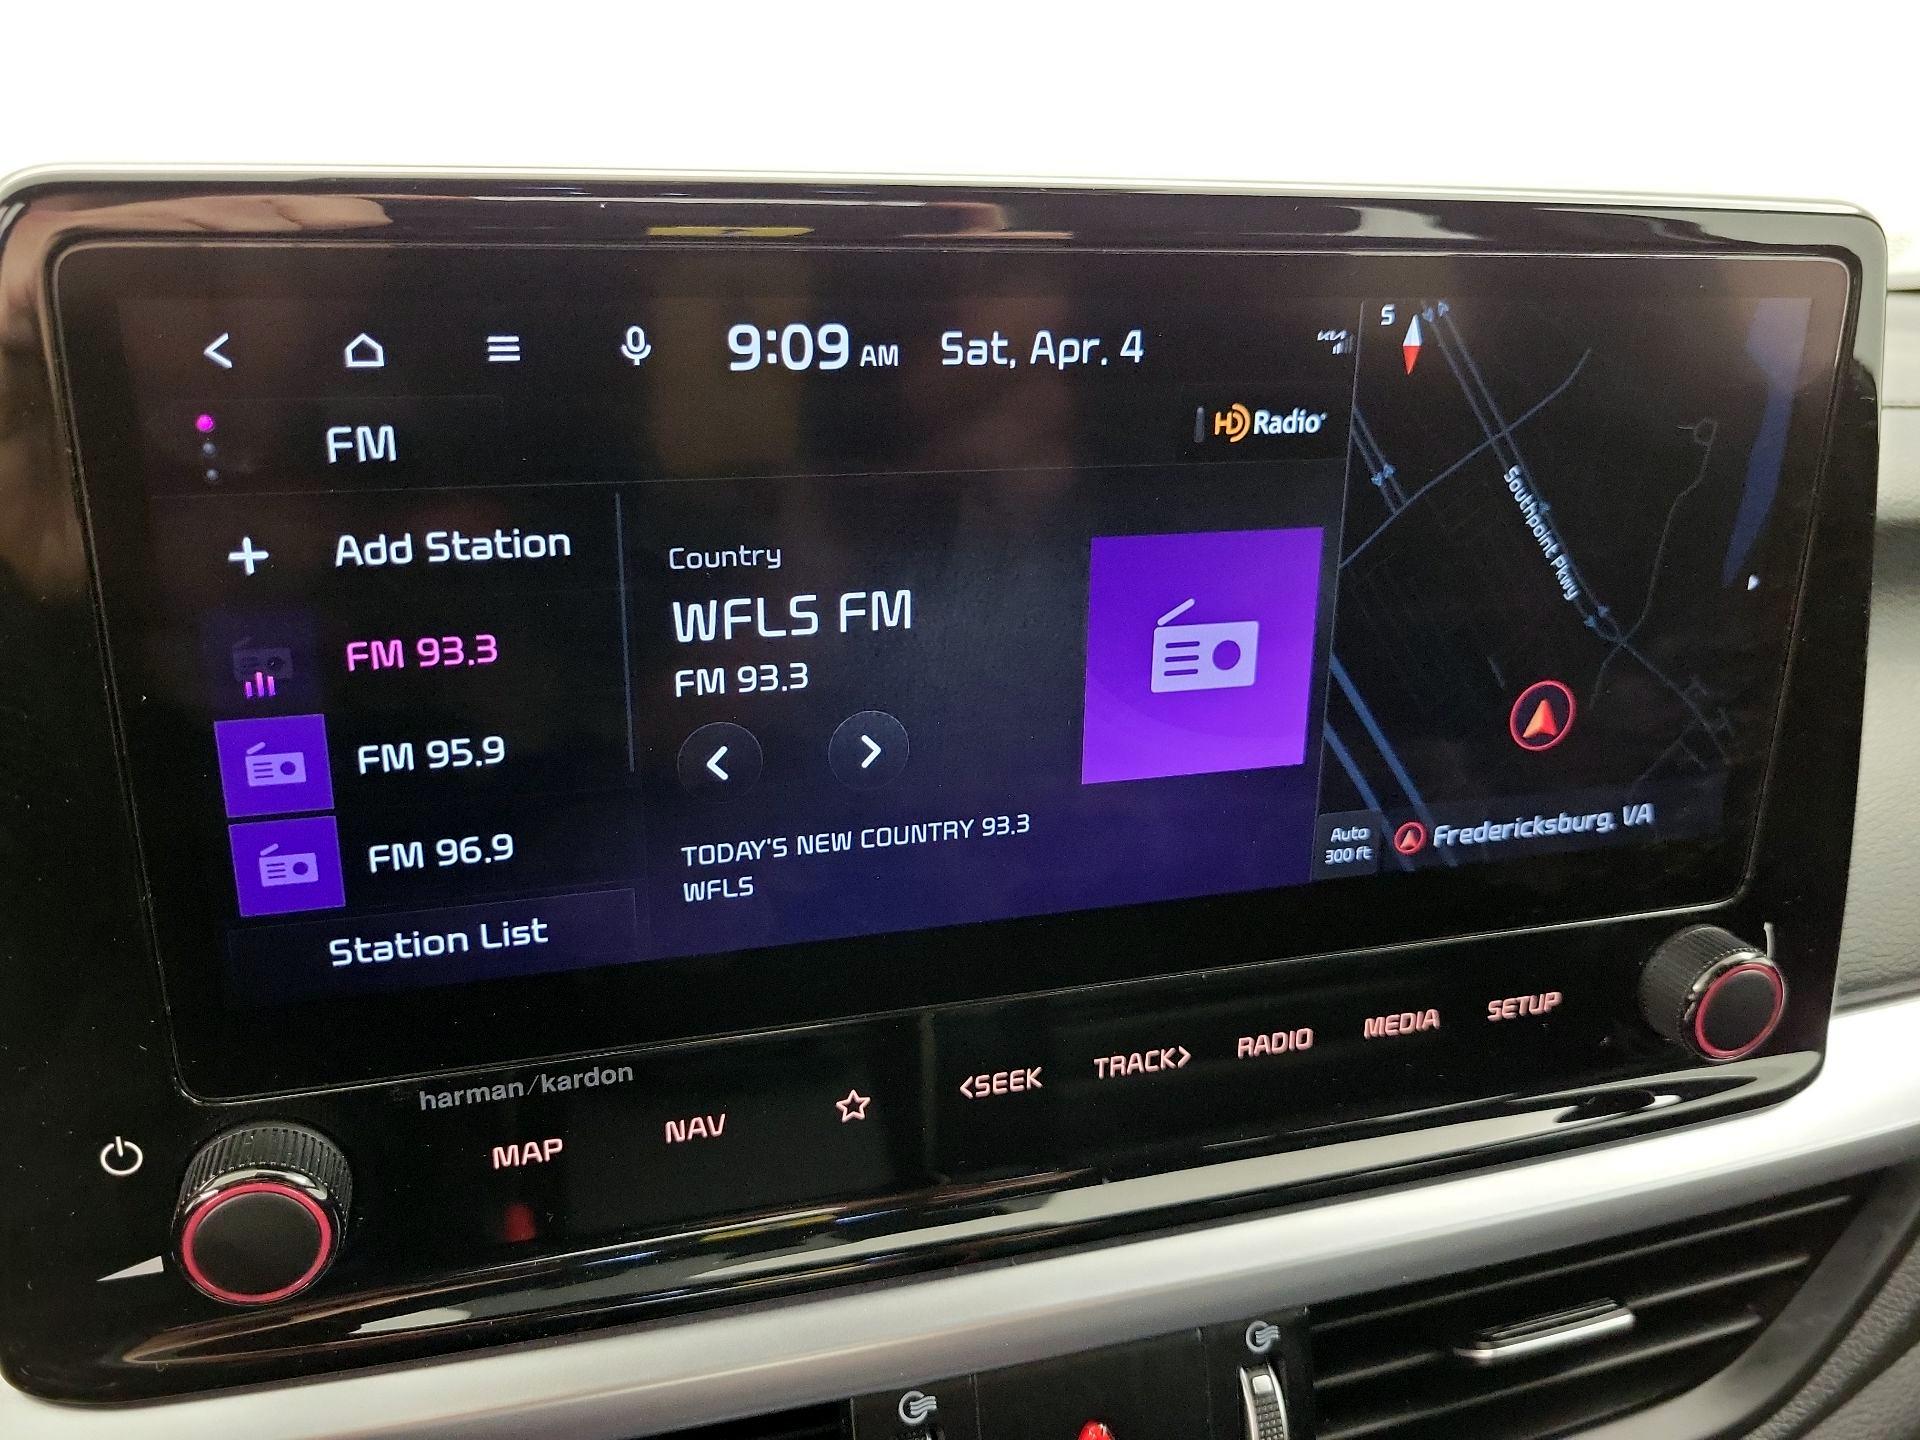 9:09 AM Sat, Apr. 4
S
FM
HD Radio
Add Station
FM 93.3
FM 95.9
FM 96.9
Station List
Country
WFLS FM
FM 93.3
TODAY'S NEW COUNTRY 93.3
WFLS
Southpoint Pkwy
Auto
300 ft
Fredericksburg, VA
harman/kardon
MAP
NAV
<SEEK
TRACK>
RADIO
MEDIA
SETUP